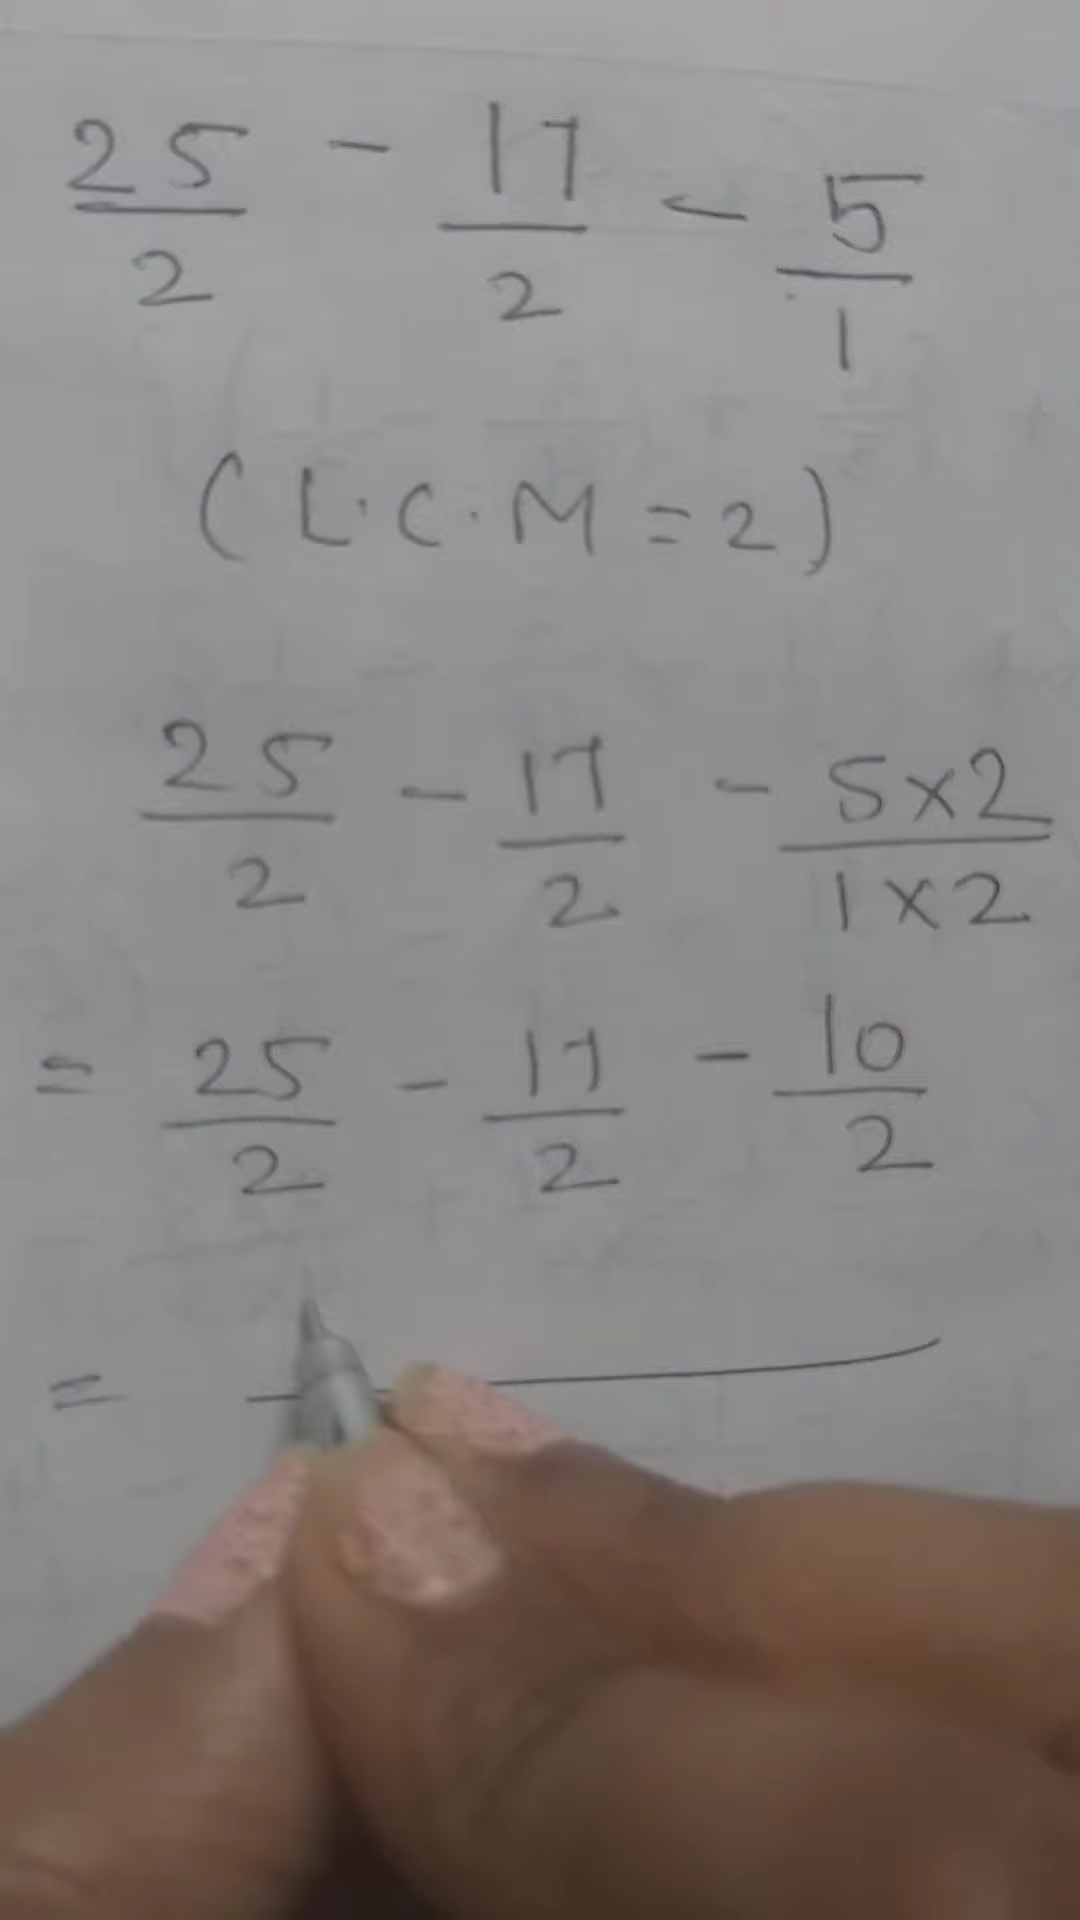 25/2 - 17/2 - 5/1
(L.C.M = 2)
25/2 - 17/2 - 5×2/1×2
= 25/2 - 17/2 - 10/2
=